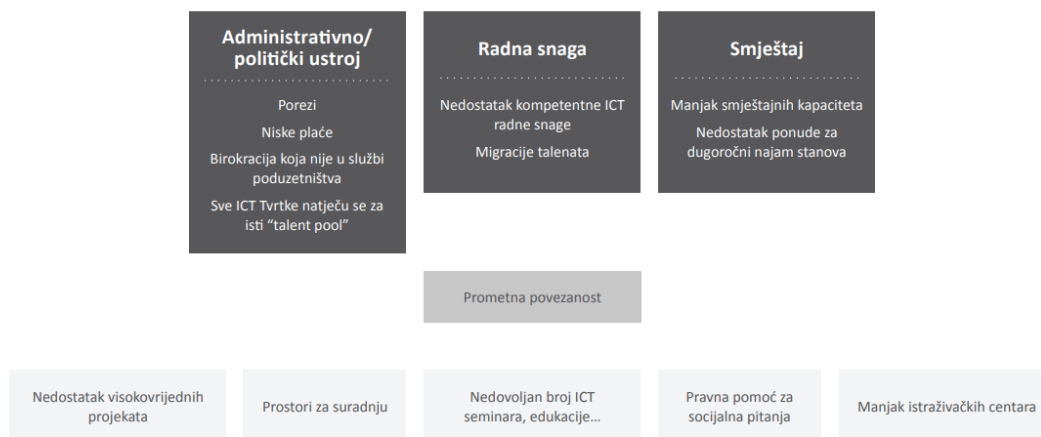 Administrativno/
politički ustroj
Porezi
Niske plaće
Birokracija koja nije u službi
poduzetništva
Sve ICT Tvrtke natječu se za
isti “talent pool”
Radna snaga
Nedostatak kompetentne ICT
radne snage
Migracije talenata
Smještaj
Manjak smještajnih kapaciteta
Nedostatak ponude za
dugoročni najam stanova
Prometna povezanost
Nedostatak visokovrijednih
projekata
Prostori za suradnju
Nedovoljan broj ICT
seminara, edukacije...
Pravna pomoć za
socijalna pitanja
Manjak istraživačkih centara